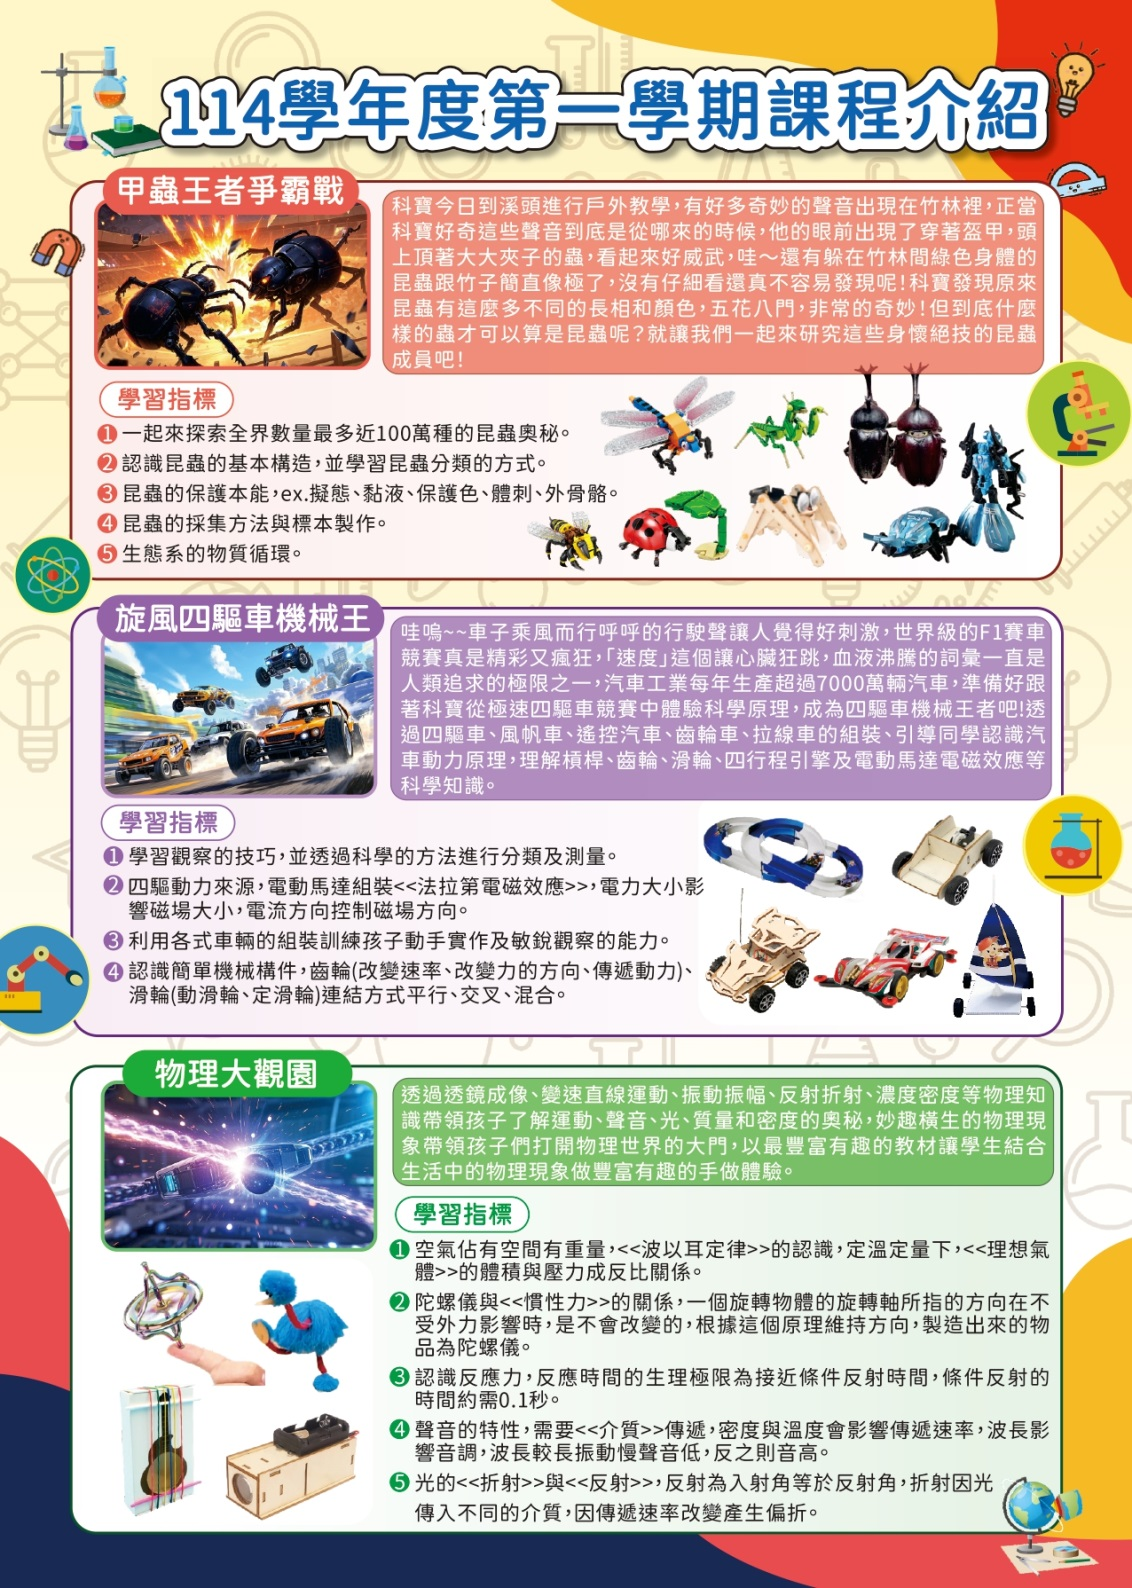 114學年度第一學期課程介紹
甲蟲王者爭霸戰
科寶今日到溪頭進行戶外教學,有好多奇妙的聲音出現在竹林裡,正當
科寶好奇這些聲音到底是從哪來的時候,他的眼前出現了穿著盔甲,頭
上頂著大大夾子的蟲,看起來好威武,哇~還有躲在竹林間綠色身體的
昆蟲跟竹子簡直像極了,沒有仔細看還真不容易發現呢!科寶發現原來
昆蟲有這麼多不同的長相和顏色,五花八門,非常的奇妙!但到底什麼
樣的蟲才可以算是昆蟲呢?就讓我們一起來研究這些身懷絕技的昆蟲
成員吧!
學習指標
1 一起來探索全界數量最多近100萬種的昆蟲奧秘。
2 認識昆蟲的基本構造,並學習昆蟲分類的方式。
3 昆蟲的保護本能,ex.擬態、黏液、保護色、體刺、外骨骼。
4 昆蟲的採集方法與標本製作。
5 生態系的物質循環。
旋風四驅車機械王
哇嗚~~車子乘風而行呼呼的行駛聲讓人覺得好刺激,世界級的F1賽車
競賽真是精彩又瘋狂,「速度」這個讓心臟狂跳,血液沸騰的詞彙一直是
人類追求的極限之一,汽車工業每年生產超過7000萬輛汽車,準備好跟
著科寶從極速四驅車競賽中體驗科學原理,成為四驅車機械王者吧!透
過四驅車、風帆車、遙控汽車、齒輪車、拉線車的組裝、引導同學認識汽
車動力原理,理解槓桿、齒輪、滑輪、四行程引擎及電動馬達電磁效應等
科學知識。
學習指標
1 學習觀察的技巧,並透過科學的方法進行分類及測量。
2 四驅動力來源,電動馬達組裝<<法拉第電磁效應>>,電力大小影
響磁場大小,電流方向控制磁場方向。
3 利用各式車輛的組裝訓練孩子動手實作及敏銳觀察的能力。
4 認識簡單機械構件,齒輪(改變速率、改變力的方向、傳遞動力)、
滑輪(動滑輪、定滑輪)連結方式平行、交叉、混合。
物理大觀園
透過透鏡成像、變速直線運動、振動振幅、反射折射、濃度密度等物理知
識帶領孩子了解運動、聲音、光、質量和密度的奧秘,妙趣橫生的物理現
象帶領孩子們打開物理世界的大門,以最豐富有趣的教材讓學生結合
生活中的物理現象做豐富有趣的手做體驗。
學習指標
1 空氣佔有空間有重量,<<波以耳定律>>的認識,定溫定量下,<<理想氣
體>>的體積與壓力成反比關係。
2 陀螺儀與<<慣性力>>的關係,一個旋轉物體的旋轉軸所指的方向在不
受外力影響時,是不會改變的,根據這個原理維持方向,製造出來的物
品為陀螺儀。
3 認識反應力,反應時間的生理極限為接近條件反射時間,條件反射的
時間約需0.1秒。
4 聲音的特性,需要<<介質>>傳遞,密度與溫度會影響傳遞速率,波長影
響音調,波長較長振動慢聲音低,反之則音高。
5 光的<<折射>>與<<反射>>,反射為入射角等於反射角,折射因光
傳入不同的介質,因傳遞速率改變產生偏折。